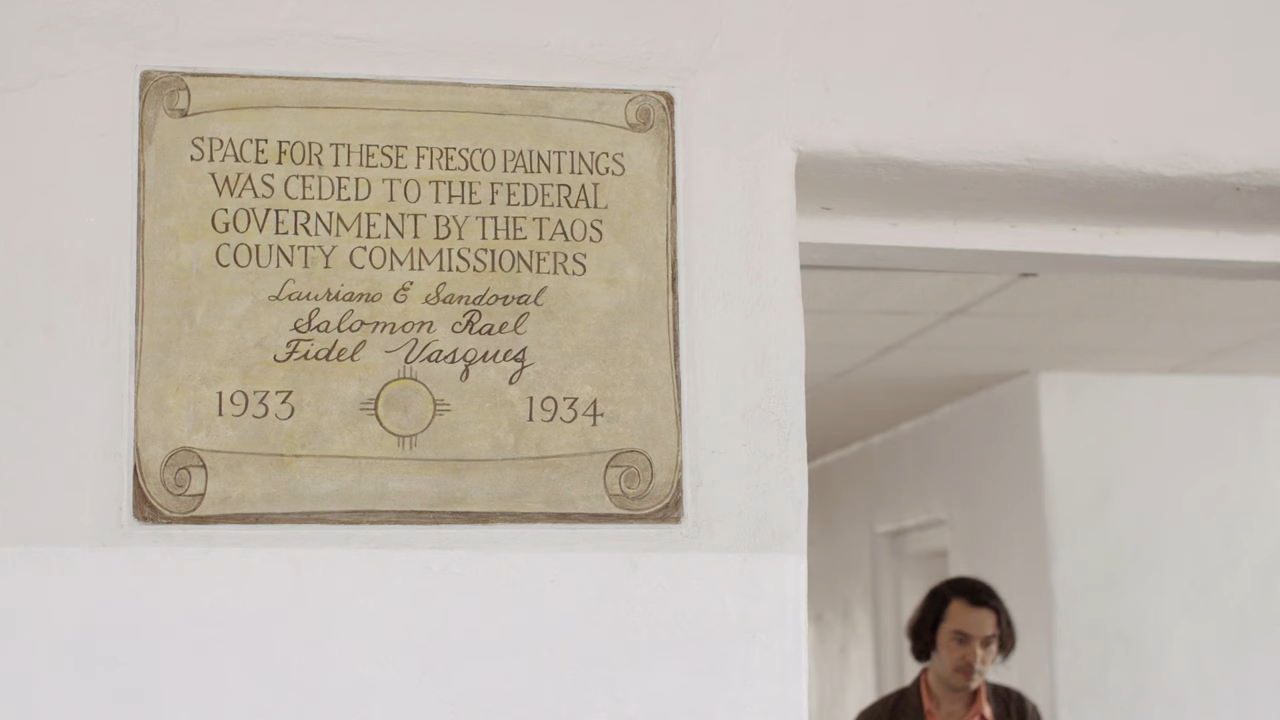 SPACE FOR THESE FRESCO PAINTINGS
WAS CEDED TO THE FEDERAL
GOVERNMENT BY THE TAOS
COUNTY COMMISSIONERS
Lauriano E Sandoval
Salomon Rael
Fidel Vasquez
1933 1934